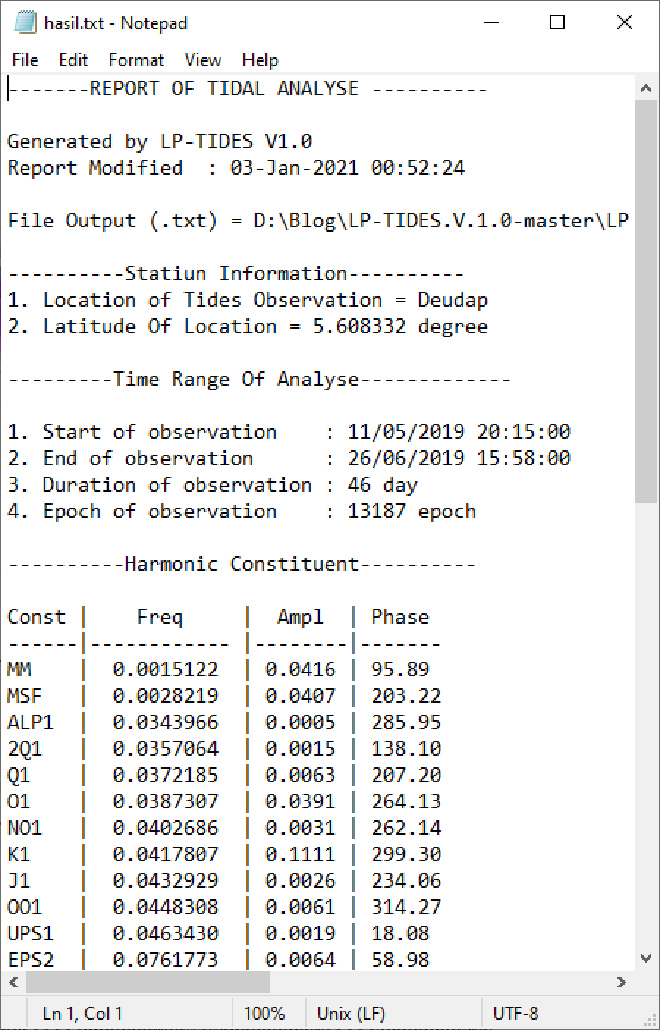 hasil.txt - Notepad
File Edit Format View Help
-------REPORT OF TIDAL ANALYSE ----------
Generated by LP-TIDES V1.0
Report Modified  : 03-Jan-2021 00:52:24
File Output (.txt) = D:\Blog\LP-TIDES.V.1.0-master\LP
----------Statiun Information----------
1. Location of Tides Observation = Deudap
2. Latitude Of Location = 5.608332 degree
---------Time Range Of Analyse-------------
1. Start of observation    : 11/05/2019 20:15:00
2. End of observation      : 26/06/2019 15:58:00
3. Duration of observation : 46 day
4. Epoch of observation    : 13187 epoch
----------Harmonic Constituent----------
Const |    Freq     |  Ampl  | Phase
------|------------ |--------|-------
MM    |  0.0015122  | 0.0416 | 95.89
MSF   |  0.0028219  | 0.0407 | 203.22
ALP1  |  0.0343966  | 0.0005 | 285.95
2Q1   |  0.0357064  | 0.0015 | 138.10
Q1    |  0.0372185  | 0.0063 | 207.20
O1    |  0.0387307  | 0.0391 | 264.13
NO1   |  0.0402686  | 0.0031 | 262.14
K1    |  0.0417807  | 0.1111 | 299.30
J1    |  0.0432929  | 0.0026 | 234.06
OO1   |  0.0448308  | 0.0061 | 314.27
UPS1  |  0.0463430  | 0.0019 | 18.08
EPS2  |  0.0761773  | 0.0064 | 58.98
Ln 1, Col 1 100% Unix (LF) UTF-8